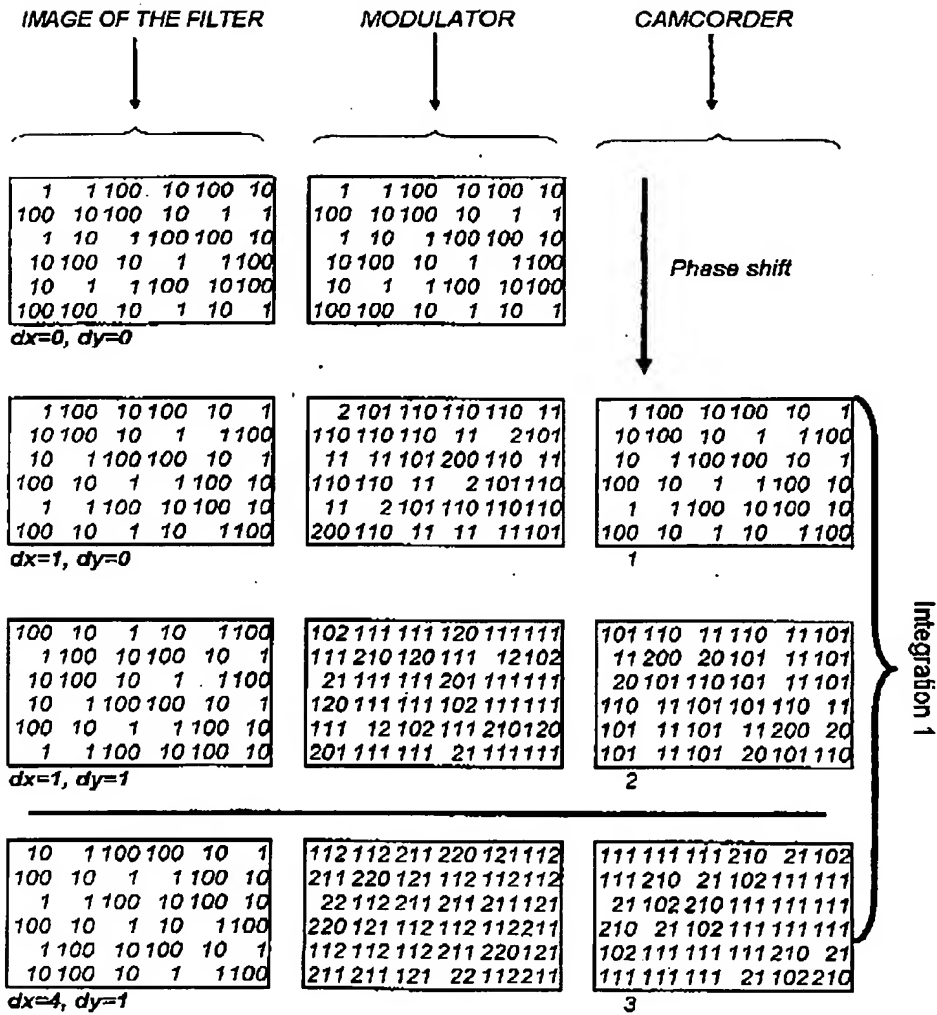 IMAGE OF THE FILTER
MODULATOR
CAMCORDER
1 1 100 10 100 10
100 10 100 10 1 1
1 10 1 100 100 10
10 100 10 1 1 100
10 1 1 100 10 100
100 100 10 1 10 1
dx=0, dy=0
1 1 100 10 100 10
100 10 100 10 1 1
1 10 1 100 100 10
10 100 10 1 1 100
10 1 1 100 10 100
100 100 10 1 10 1
Phase shift
1 100 10 100 10 1
10 100 10 1 1 100
10 1 100 100 10 1
100 10 1 1 100 10
1 1 100 10 100 10
100 10 1 10 1 100
dx=1, dy=0
2 101 110 110 110 11
110 110 110 11 2 101
11 11 101 200 110 11
110 110 11 2 101 110
11 2 101 110 110 110
200 110 11 11 11 101
1 100 10 100 10 1
10 100 10 1 1 100
10 1 100 100 10 1
100 10 1 1 100 10
1 1 100 10 100 10
100 10 1 10 1 100
1
100 10 1 10 1 100
1 100 10 100 10 1
10 100 10 1 1 100
10 1 100 100 10 1
100 10 1 1 100 10
1 1 100 10 100 10
dx=1, dy=1
102 111 111 120 111 111
111 210 120 111 12 102
21 111 111 201 111 111
120 111 111 102 111 111
111 12 102 111 210 120
201 111 111 21 111 111
101 110 11 110 11 101
11 200 20 101 11 101
20 101 110 101 11 101
110 11 101 101 110 11
101 11 101 11 200 20
101 11 101 20 101 110
2
10 1 100 100 10 1
100 10 1 1 100 10
1 1 100 10 100 10
100 10 1 10 1 100
1 100 10 100 10 1
10 100 10 1 1 100
dx=4, dy=1
112 112 211 220 121 112
211 220 121 112 112 112
22 112 211 211 211 121
220 121 112 112 112 211
112 112 112 211 220 121
211 211 121 22 112 211
111 111 111 210 21 102
111 210 21 102 111 111
21 102 210 111 111 111
210 21 102 111 111 111
102 111 111 111 210 21
111 111 111 21 102 210
3
Integration 1